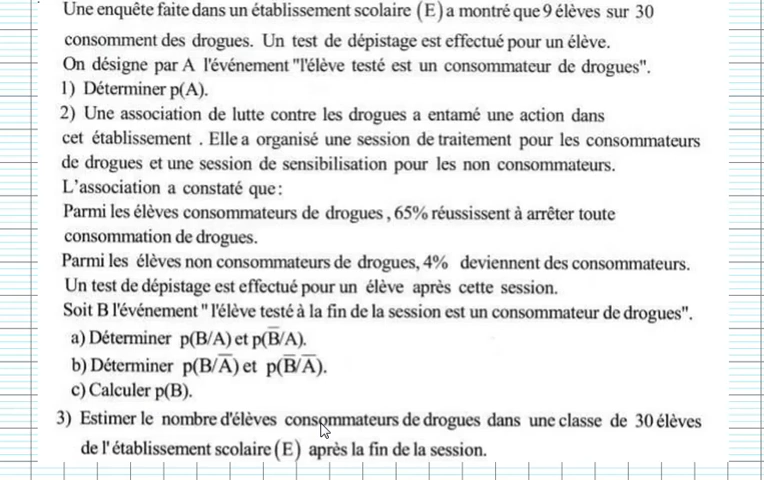 Une enquête faite dans un établissement scolaire (E) a montré que 9 élèves sur 30
consomment des drogues. Un test de dépistage est effectué pour un élève.
On désigne par A l'événement "l'élève testé est un consommateur de drogues".
1) Déterminer p(A).
2) Une association de lutte contre les drogues a entamé une action dans
cet établissement . Elle a organisé une session de traitement pour les consommateurs
de drogues et une session de sensibilisation pour les non consommateurs.
L'association a constaté que :
Parmi les élèves consommateurs de drogues , 65% réussissent à arrêter toute
consommation de drogues.
Parmi les élèves non consommateurs de drogues, 4% deviennent des consommateurs.
Un test de dépistage est effectué pour un élève après cette session.
Soit B l'événement " l'élève testé à la fin de la session est un consommateur de drogues".
a) Déterminer p(B/A) et p(B̅/A).
b) Déterminer p(B/A̅) et p(B̅/A̅).
c) Calculer p(B).
3) Estimer le nombre d'élèves consommateurs de drogues dans une classe de 30 élèves
de l'établissement scolaire (E) après la fin de la session.